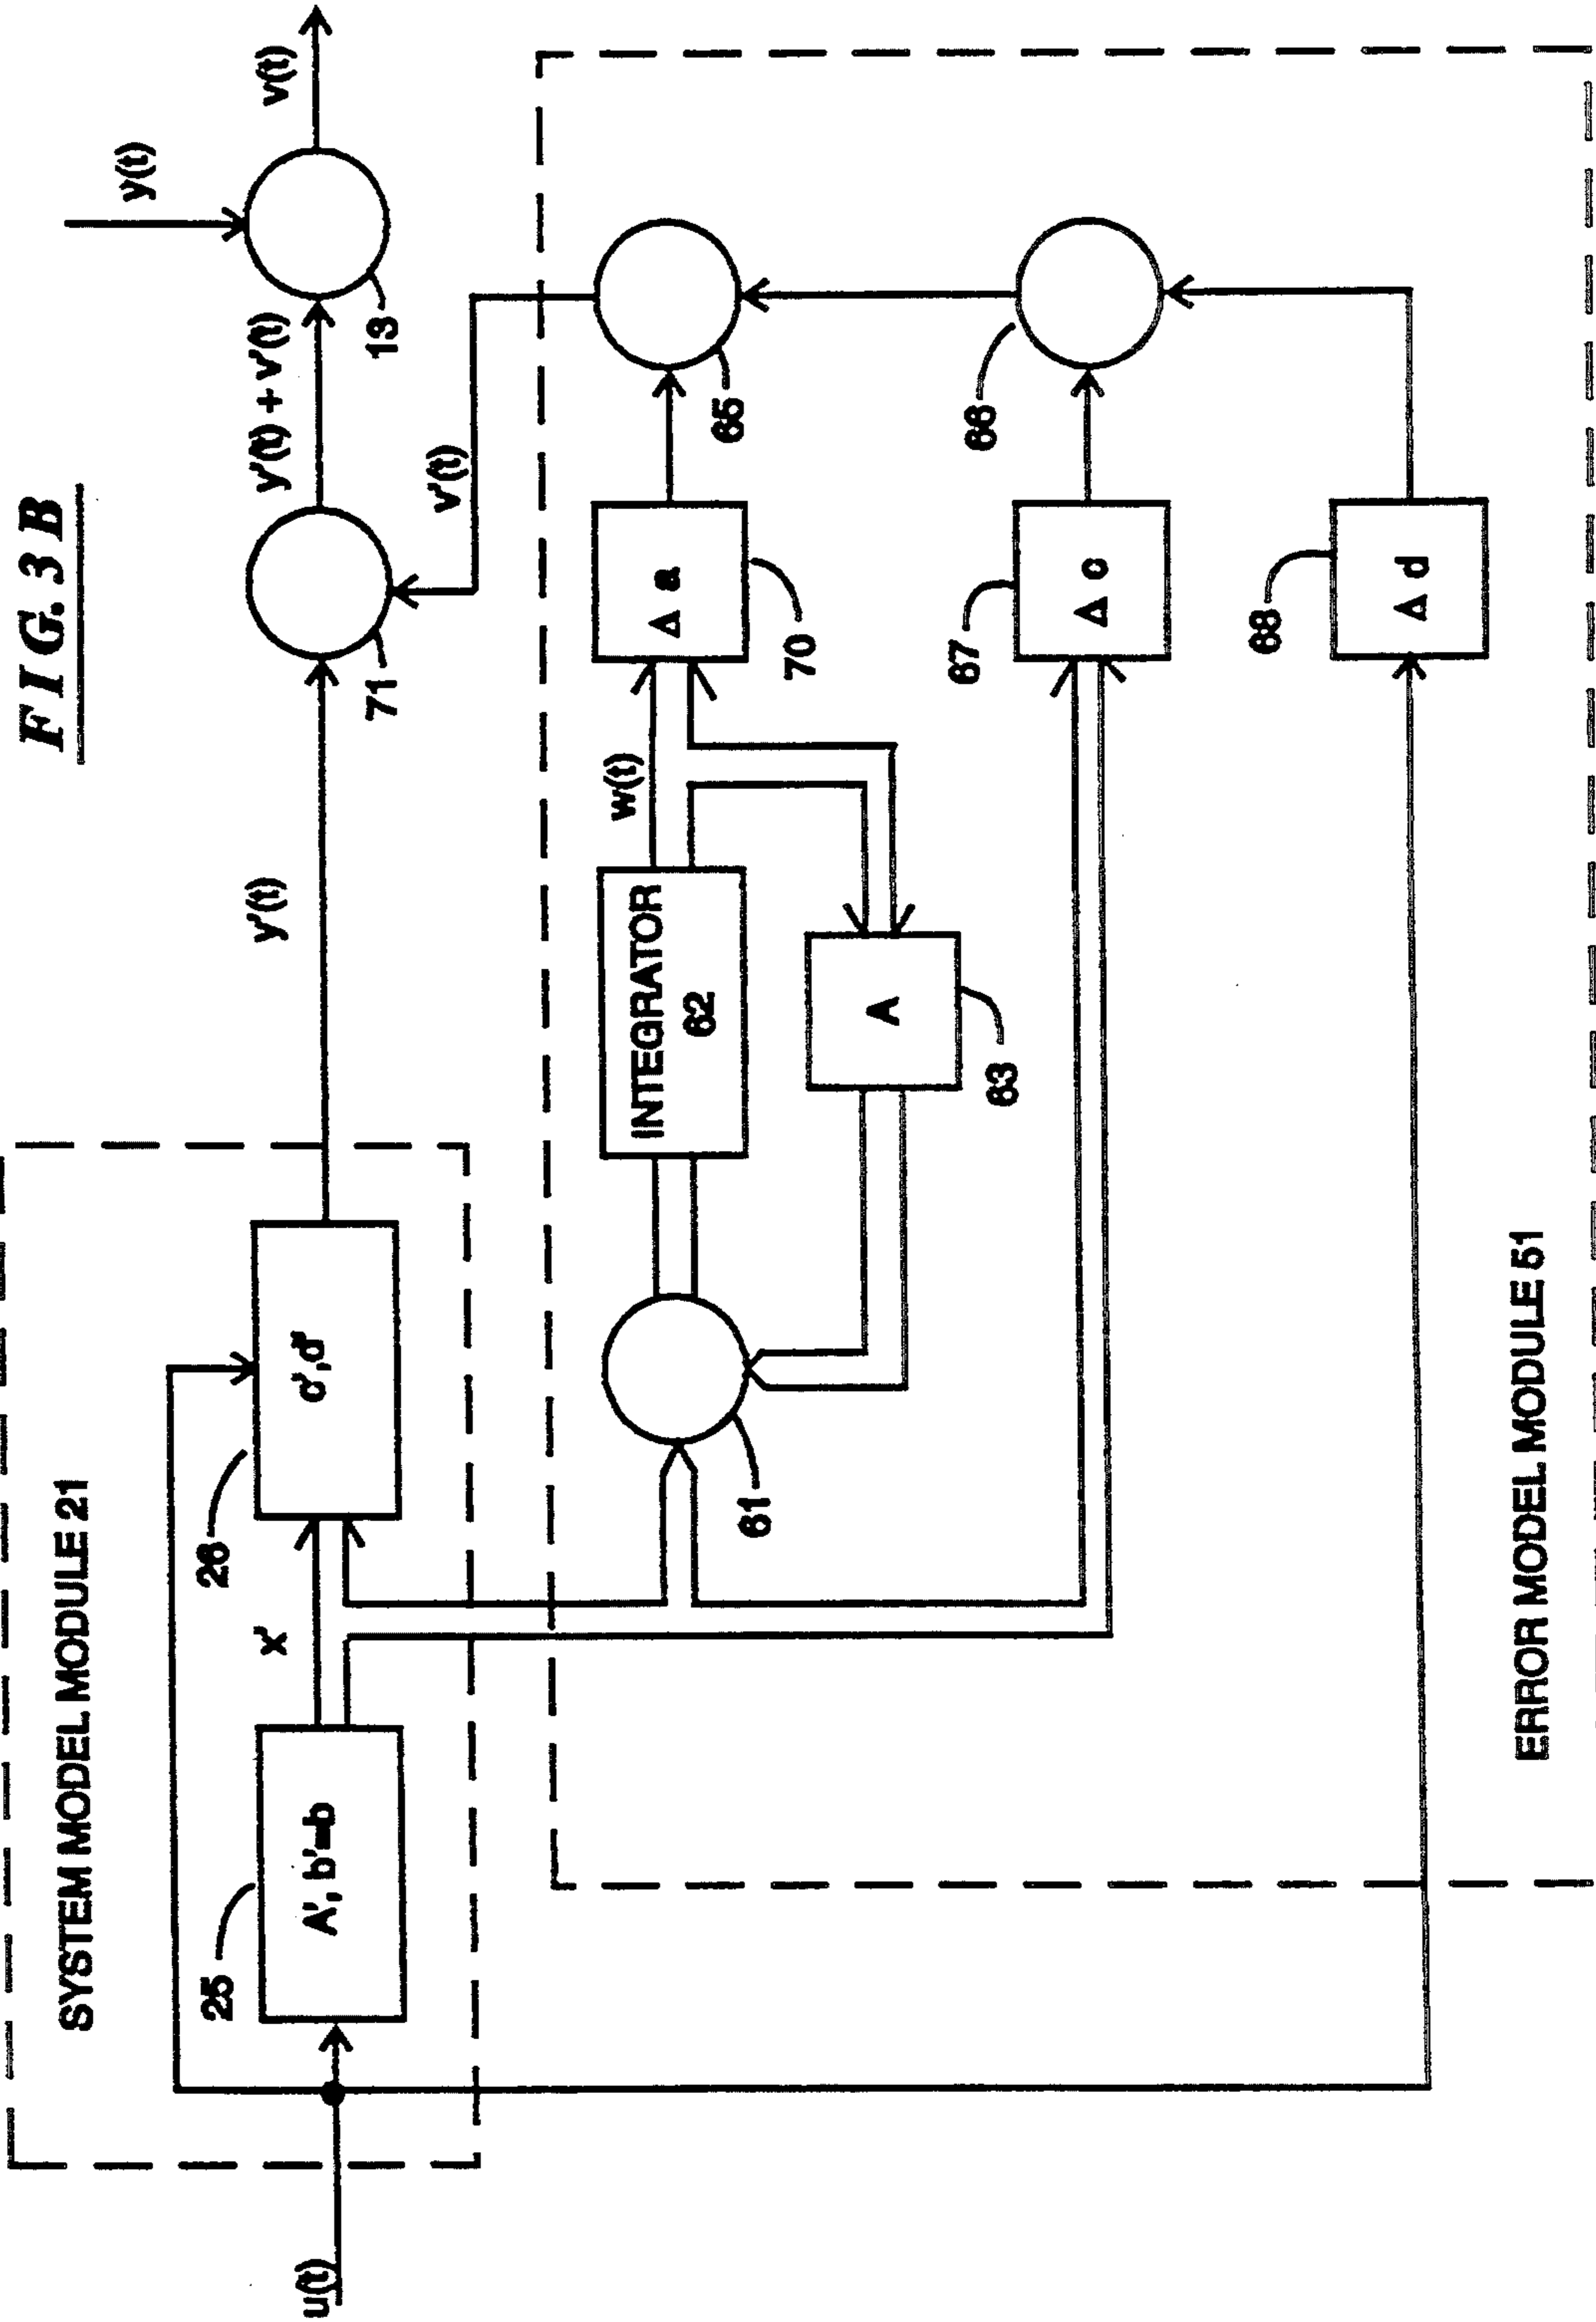 FIG. 3B
SYSTEM MODEL MODULE 21
u(t)
25
A', b'=b
x'
26
c',d'
y'(t)
71
y'(t) + v'(t)
y(t)
13
v(t)
v'(t)
61
INTEGRATOR
62
w(t)
A
63
Δ a
70
65
67
Δ c
66
68
Δ d
ERROR MODEL MODULE 51